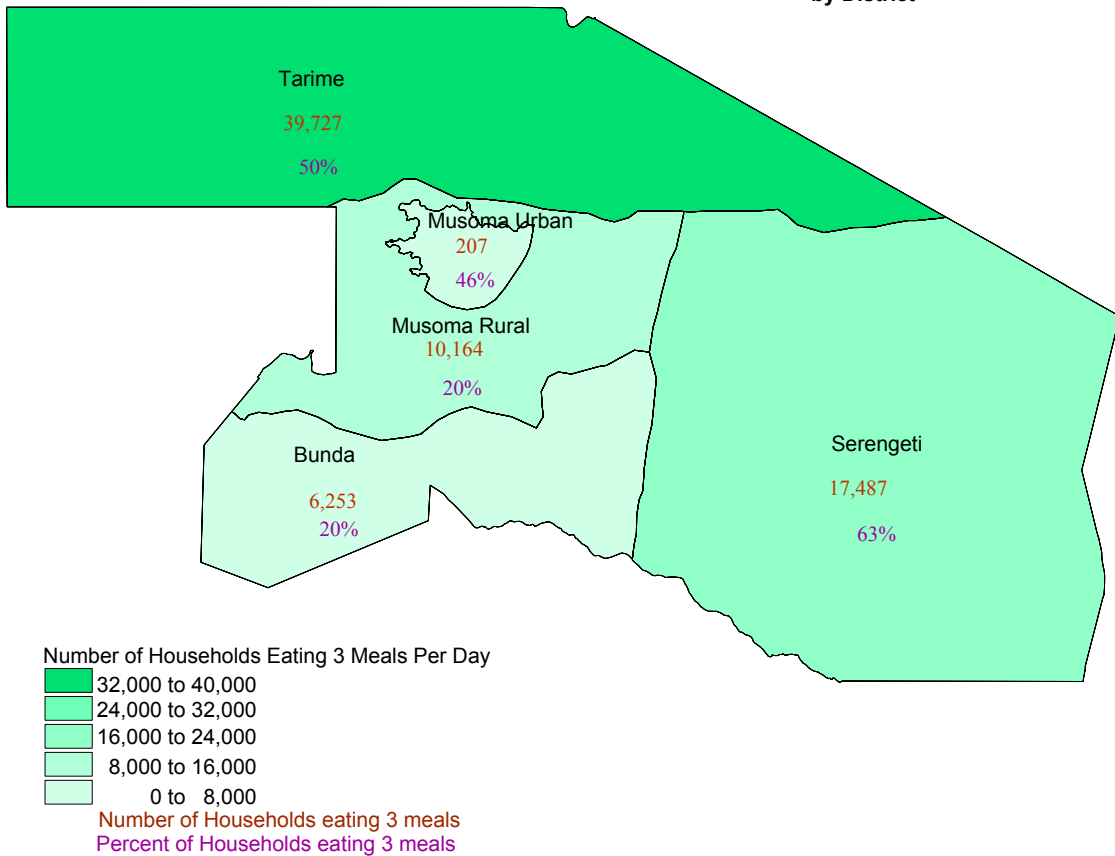 by District
Tarime
39,727
50%
Musoma Urban
207
46%
Musoma Rural
10,164
20%
Bunda
6,253
20%
Serengeti
17,487
63%
Number of Households Eating 3 Meals Per Day
32,000 to 40,000
24,000 to 32,000
16,000 to 24,000
8,000 to 16,000
0 to 8,000
Number of Households eating 3 meals
Percent of Households eating 3 meals